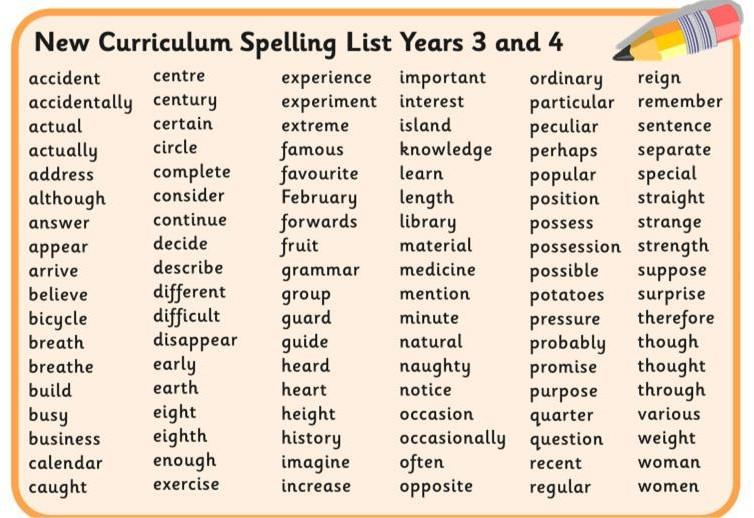 New Curriculum Spelling List Years 3 and 4
accident centre experience important ordinary reign
accidentally century experiment interest particular remember
actual certain extreme island peculiar sentence
actually circle famous knowledge perhaps separate
address complete favourite learn popular special
although consider February length position straight
answer continue forwards library possess strange
appear decide fruit material possession strength
arrive describe grammar medicine possible suppose
believe different group mention potatoes surprise
bicycle difficult guard minute pressure therefore
breath disappear guide natural probably though
breathe early heard naughty promise thought
build earth heart notice purpose through
busy eight height occasion quarter various
business eighth history occasionally question weight
calendar enough imagine often recent woman
caught exercise increase opposite regular women